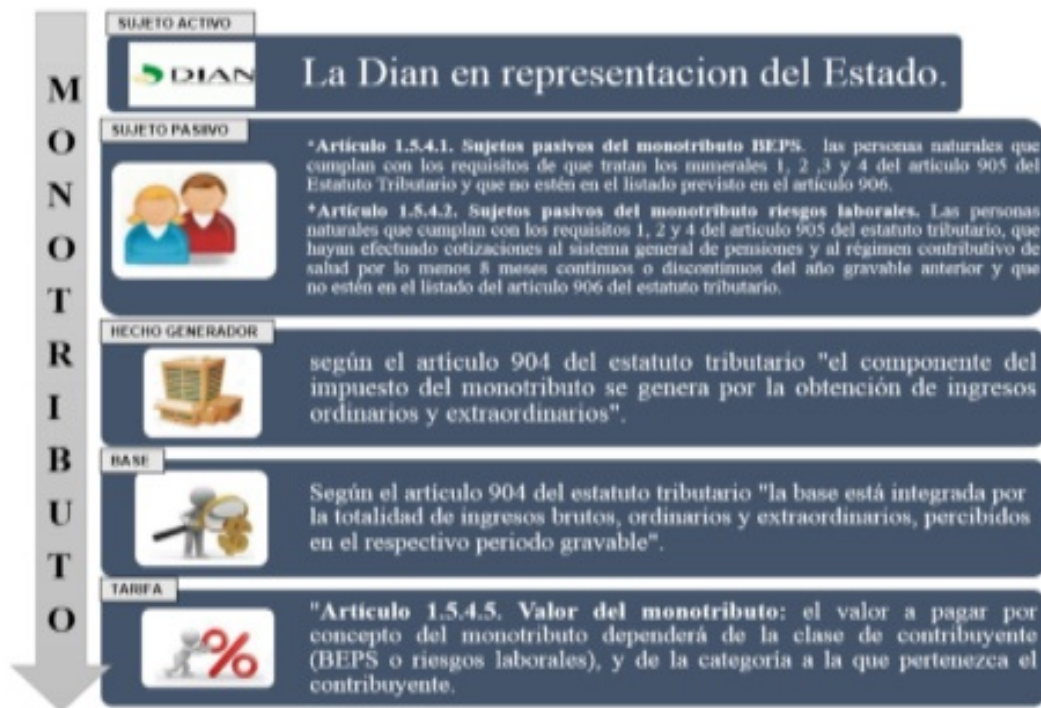 SUJETO ACTIVO
DIAN
La Dian en representacion del Estado.
MONOTRIBUTO
SUJETO PASIIVO
*Artículo 1.5.4.1. Sujetos pasivos del monotributo BEPS. las personas naturales que
cumplan con los requisitos de que tratan los numerales 1, 2 ,3 y 4 del artículo 905 del
Estatuto Tributario y que no estén en el listado previsto en el artículo 906.
*Artículo 1.5.4.2. Sujetos pasivos del monotributo riesgos laborales. Las personas
naturales que cumplan con los requisitos 1, 2 y 4 del artículo 905 del estatuto tributario, que
hayan efectuado cotizaciones al sistema general de pensiones y al régimen contributivo de
salud por lo menos 8 meses continuos o discontinuos del año gravable anterior y que
no estén en el listado del artículo 906 del estatuto tributario.
HECHO GENERADOR
según el artículo 904 del estatuto tributario "el componente del
impuesto del monotributo se genera por la obtención de ingresos
ordinarios y extraordinarios".
BASE
Según el artículo 904 del estatuto tributario "la base está integrada por
la totalidad de ingresos brutos, ordinarios y extraordinarios, percibidos
en el respectivo periodo gravable".
TARIFA
"Artículo 1.5.4.5. Valor del monotributo: el valor a pagar por
concepto del monotributo dependerá de la clase de contribuyente
(BEPS o riesgos laborales), y de la categoría a la que pertenezca el
contribuyente.